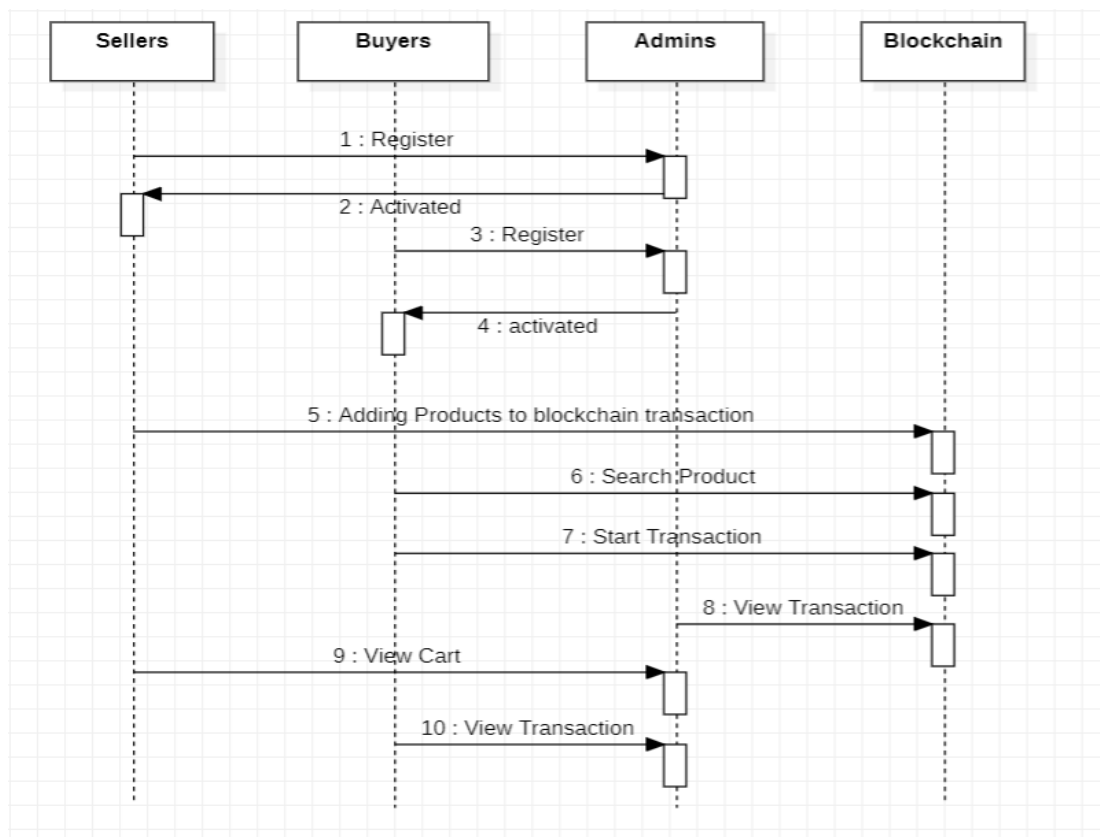 Sellers
Buyers
Admins
Blockchain
1 : Register
2 : Activated
3 : Register
4 : activated
5 : Adding Products to blockchain transaction
6 : Search Product
7 : Start Transaction
8 : View Transaction
9 : View Cart
10 : View Transaction